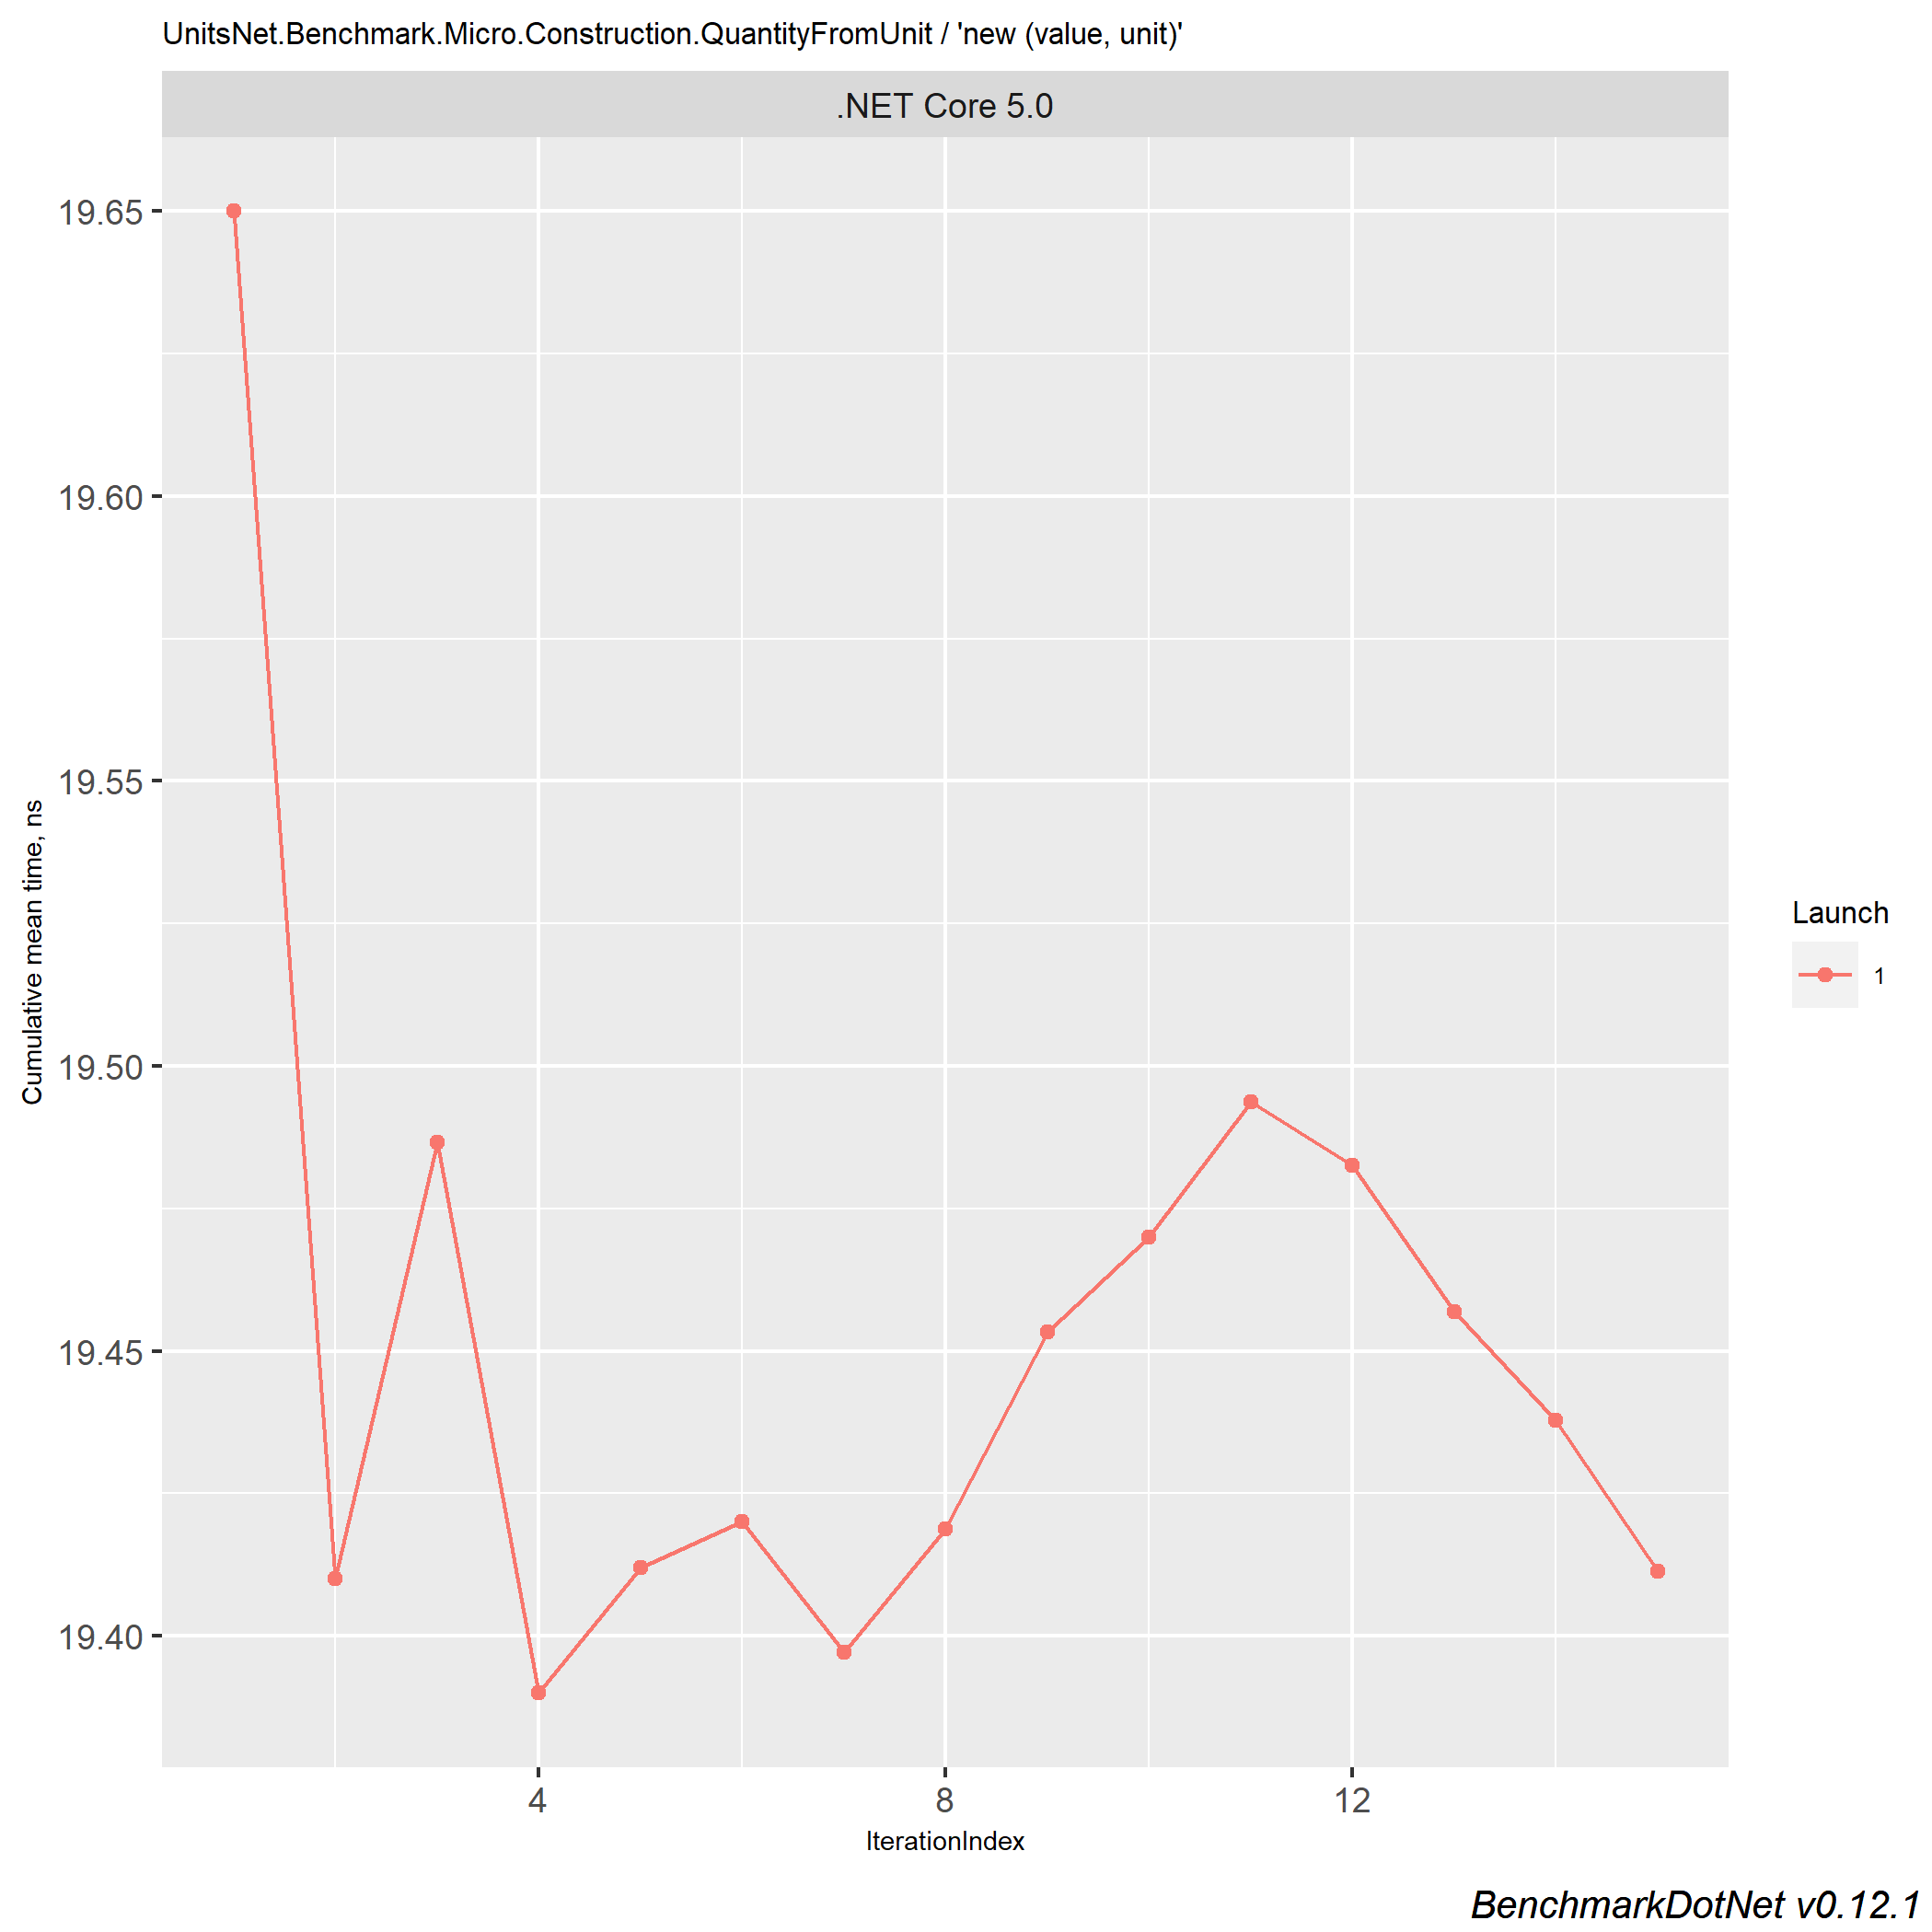 UnitsNet.Benchmark.Micro.Construction.QuantityFromUnit / 'new (value, unit)'
.NET Core 5.0
19.65
19.60
19.55
19.50
19.45
19.40
Cumulative mean time, ns
4
8
12
IterationIndex
Launch
1
BenchmarkDotNet v0.12.1